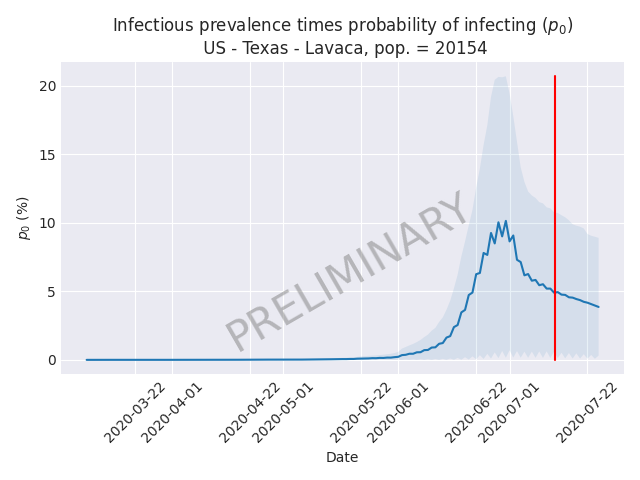 Infectious prevalence times probability of infecting (p₀)
US - Texas - Lavaca, pop. = 20154
20
15
10
5
0
p₀ (%)
PRELIMINARY
2020-03-22
2020-04-01
2020-04-22
2020-05-01
2020-05-22
2020-06-01
2020-06-22
2020-07-01
2020-07-22
Date